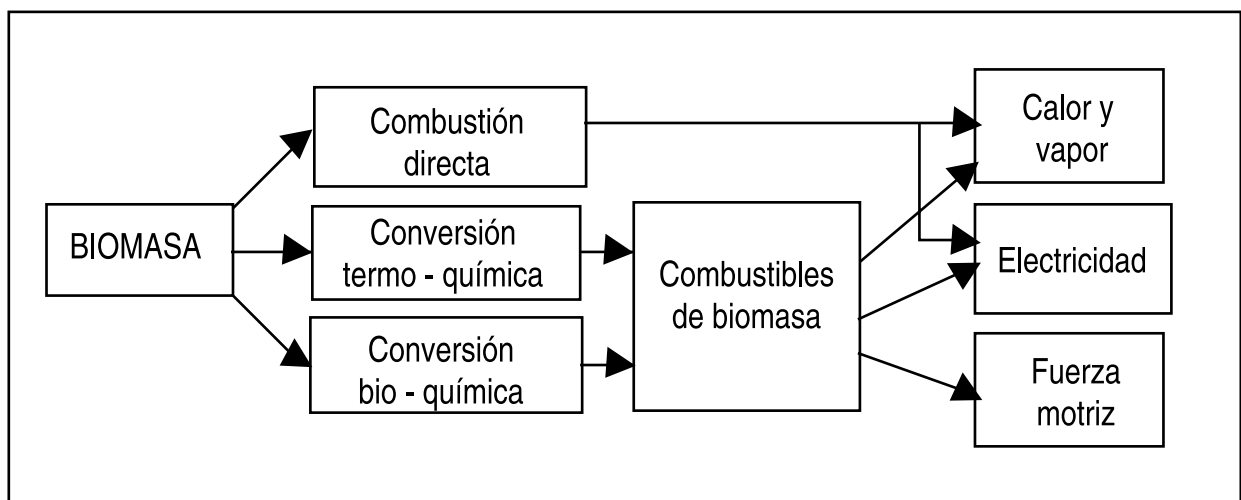 BIOMASA
Combustión
directa
Conversión
termo - química
Conversión
bio - química
Combustibles
de biomasa
Calor y
vapor
Electricidad
Fuerza
motriz